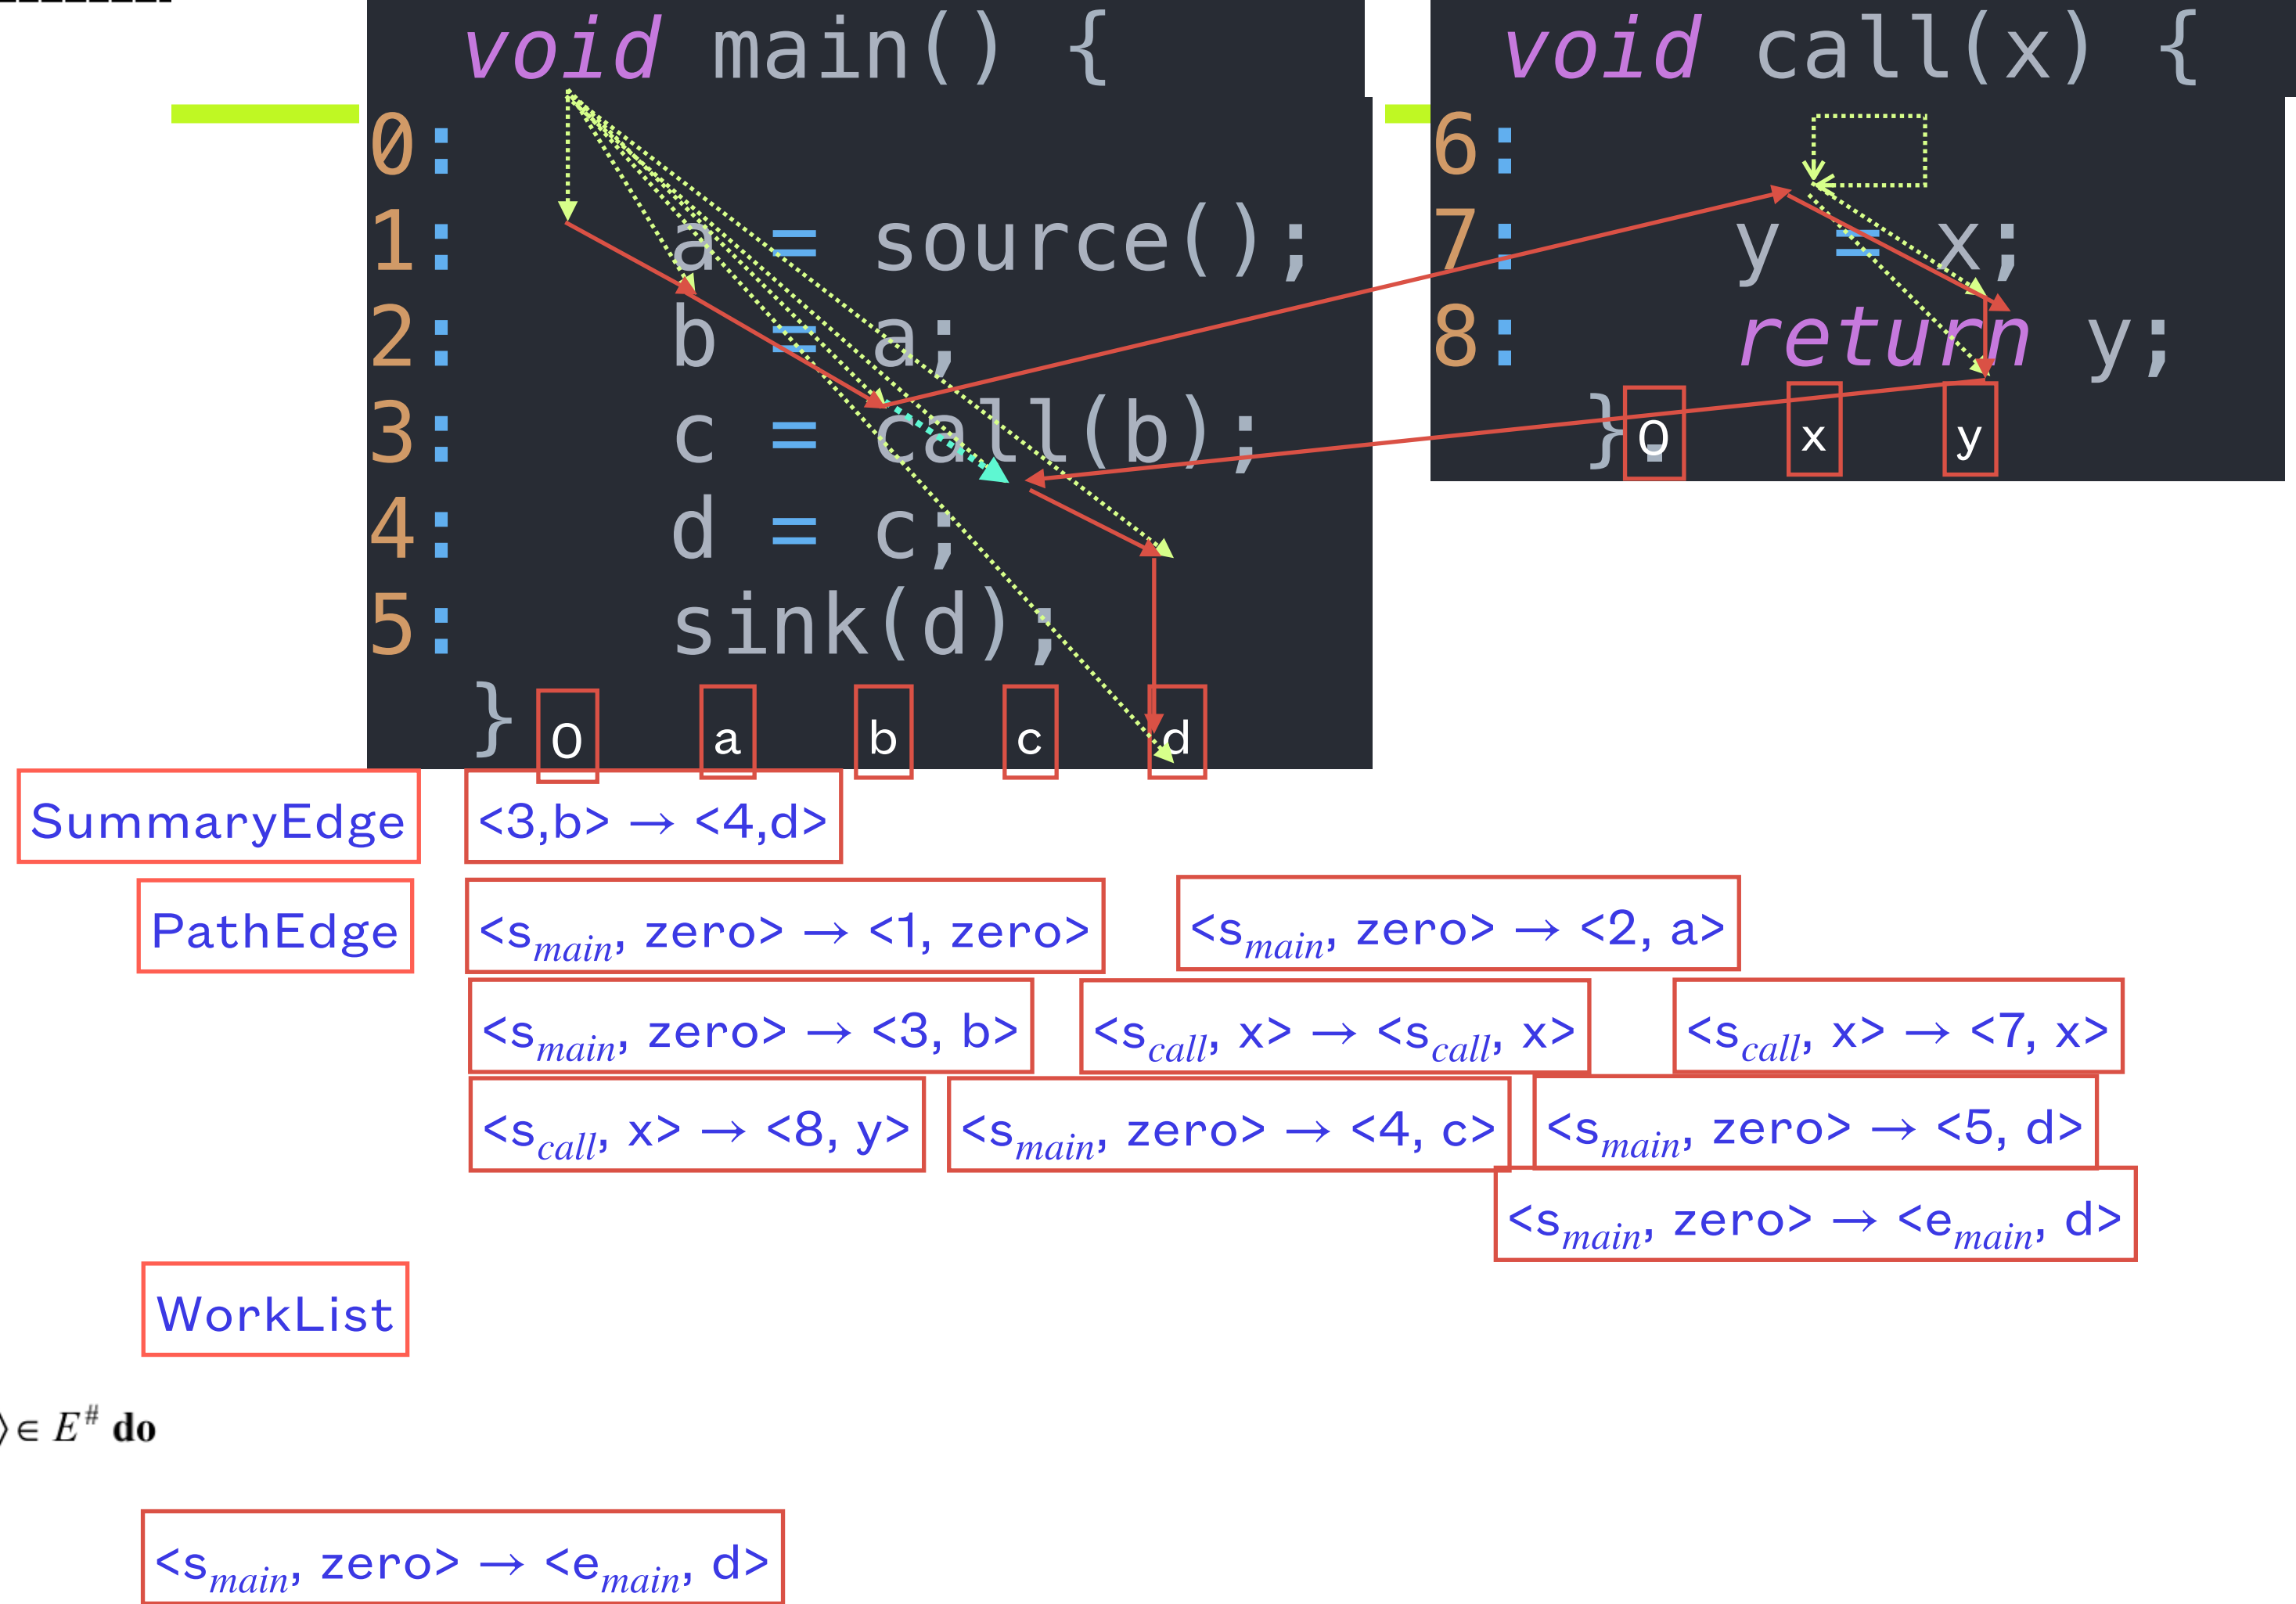 void main() {
0:
1: a = source();
2: b = a;
3: c = call(b);
4: d = c;
5: sink(d);
}
0 a b c d
void call(x) {
6:
7: y = x;
8: return y;
}
0 x y
SummaryEdge <3,b> → <4,d>
PathEdge <s_main, zero> → <1, zero> <s_main, zero> → <2, a>
<s_main, zero> → <3, b> <s_call, x> → <s_call, x> <s_call, x> → <7, x>
<s_call, x> → <8, y> <s_main, zero> → <4, c> <s_main, zero> → <5, d>
<s_main, zero> → <e_main, d>
WorkList
⟩ ∈ E^# do
<s_main, zero> → <e_main, d>